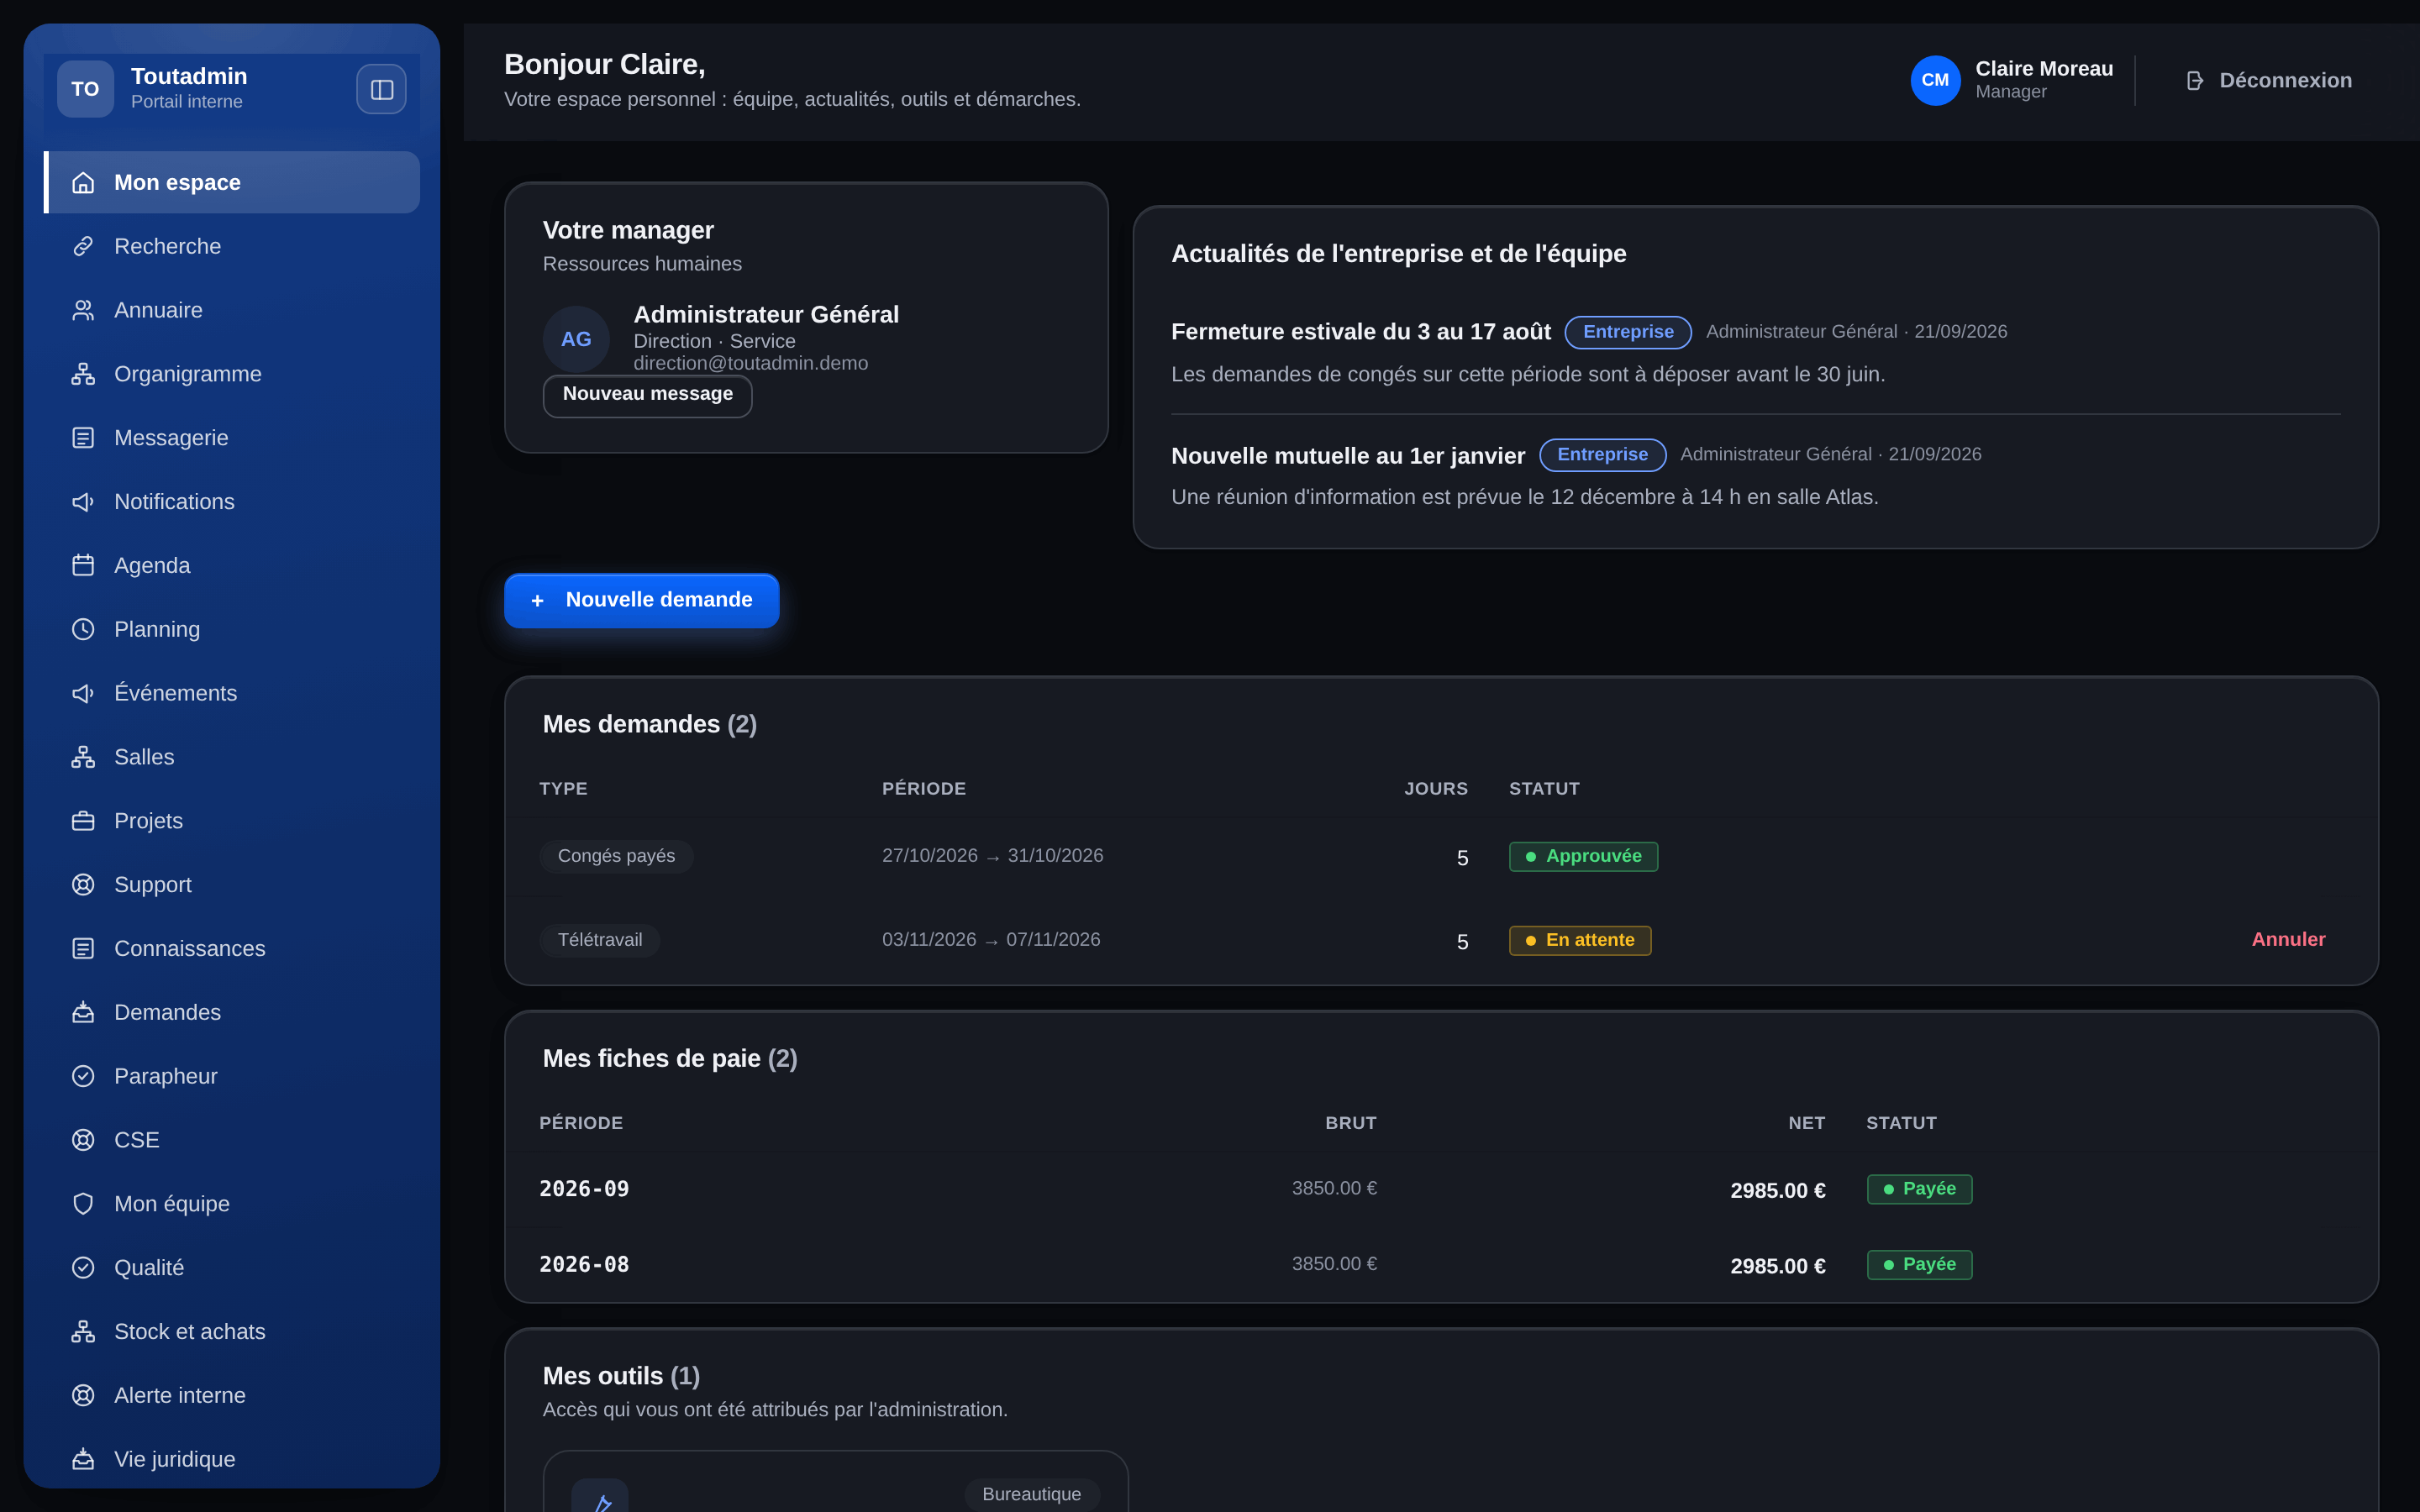 TO
Toutadmin
Portail interne
Mon espace
Recherche
Annuaire
Organigramme
Messagerie
Notifications
Agenda
Planning
Événements
Salles
Projets
Support
Connaissances
Demandes
Parapheur
CSE
Mon équipe
Qualité
Stock et achats
Alerte interne
Vie juridique
Bonjour Claire,
Votre espace personnel : équipe, actualités, outils et démarches.
CM
Claire Moreau
Manager
Déconnexion
Votre manager
Ressources humaines
AG
Administrateur Général
Direction · Service
direction@toutadmin.demo
Nouveau message
Actualités de l'entreprise et de l'équipe
Fermeture estivale du 3 au 17 août Entreprise Administrateur Général · 21/09/2026
Les demandes de congés sur cette période sont à déposer avant le 30 juin.
Nouvelle mutuelle au 1er janvier Entreprise Administrateur Général · 21/09/2026
Une réunion d'information est prévue le 12 décembre à 14 h en salle Atlas.
+ Nouvelle demande
Mes demandes (2)
TYPE PÉRIODE JOURS STATUT
Congés payés 27/10/2026 → 31/10/2026 5 Approuvée
Télétravail 03/11/2026 → 07/11/2026 5 En attente Annuler
Mes fiches de paie (2)
PÉRIODE BRUT NET STATUT
2026-09 3850.00 € 2985.00 € Payée
2026-08 3850.00 € 2985.00 € Payée
Mes outils (1)
Accès qui vous ont été attribués par l'administration.
Bureautique